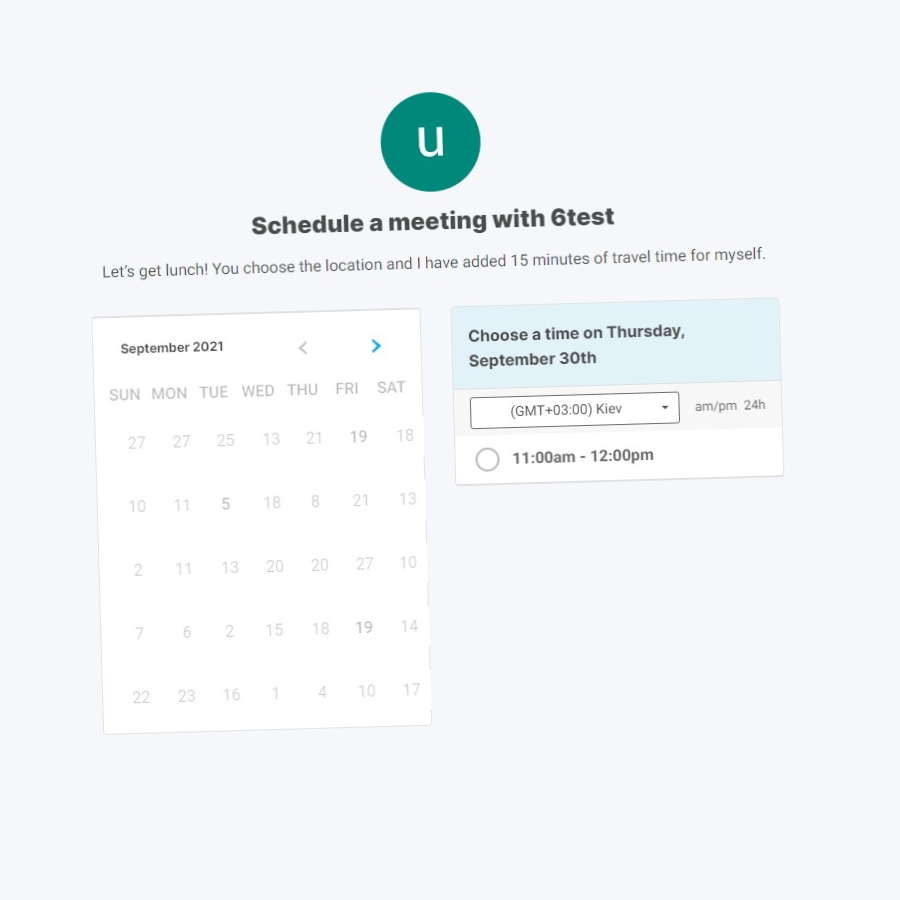 u
Schedule a meeting with 6test
Let's get lunch! You choose the location and I have added 15 minutes of travel time for myself.
September 2021
SUN MON TUE WED THU FRI SAT
27 27 25 13 21 19 18
10 11 5 18 8 21 13
2 11 13 20 20 27 10
7 6 2 15 18 19 14
22 23 16 1 4 10 17
Choose a time on Thursday,
September 30th
(GMT+03:00) Kiev am/pm 24h
11:00am - 12:00pm